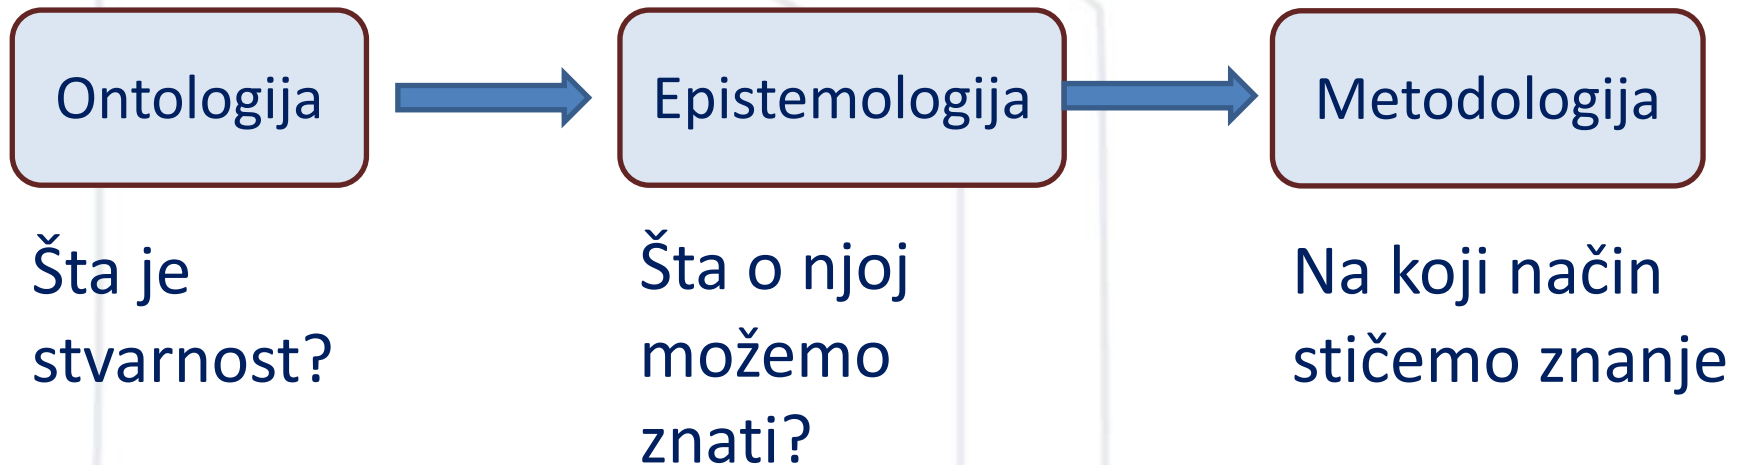 Ontologija
Epistemologija
Metodologija
Šta je
stvarnost?
Šta o njoj
možemo
znati?
Na koji način
stičemo znanje